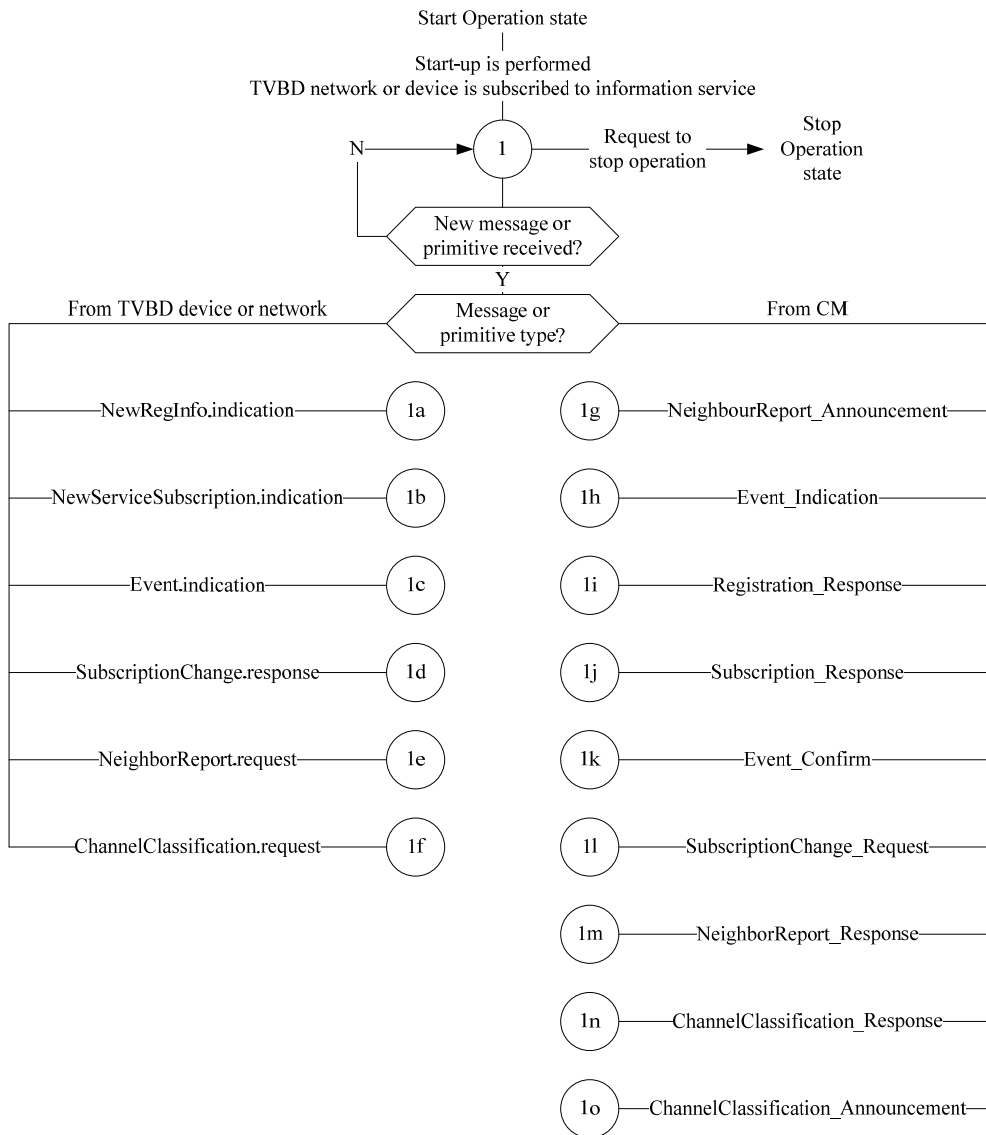 Start Operation state
Start-up is performed
TVBD network or device is subscribed to information service
N
1
Request to
stop operation
Stop
Operation
state
New message or
primitive received?
Y
From TVBD device or network
Message or
primitive type?
From CM
NewRegInfo.indication
1a
1g
NeighbourReport_Announcement
NewServiceSubscription.indication
1b
1h
Event_Indication
Event.indication
1c
1i
Registration_Response
SubscriptionChange.response
1d
1j
Subscription_Response
NeighborReport.request
1e
1k
Event_Confirm
ChannelClassification.request
1f
1l
SubscriptionChange_Request
1m
NeighborReport_Response
1n
ChannelClassification_Response
1o
ChannelClassification_Announcement